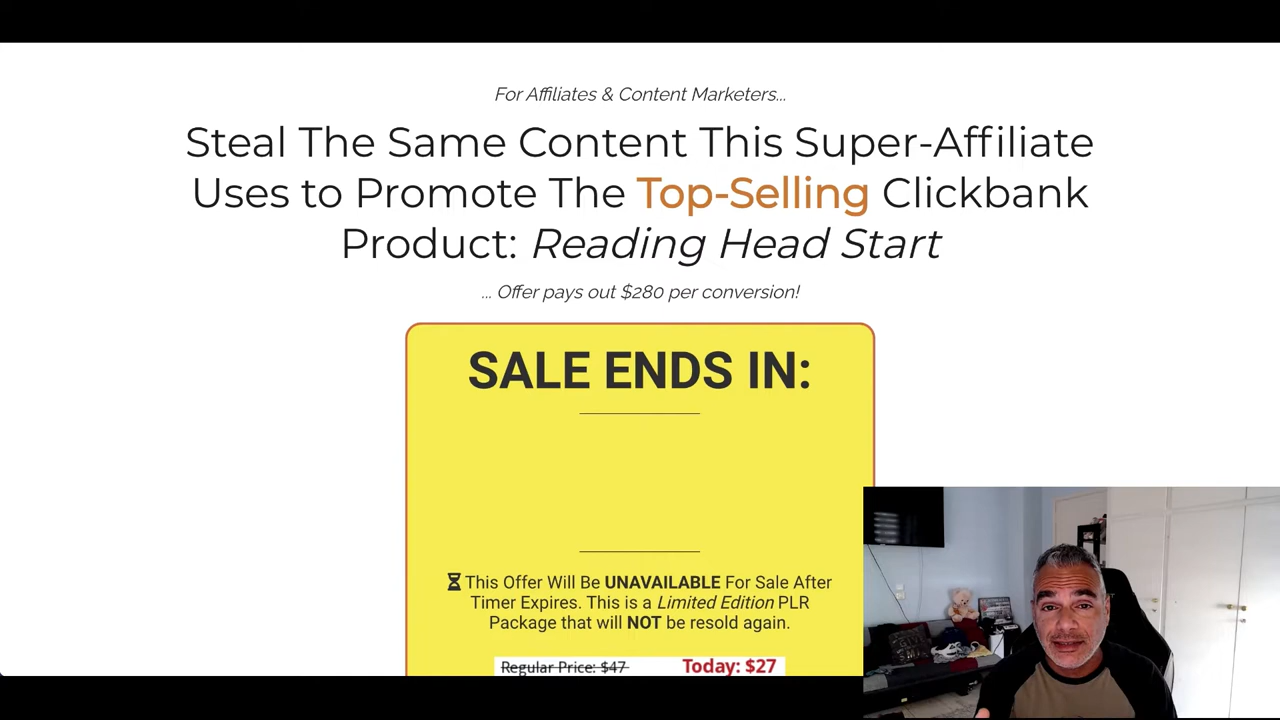 For Affiliates & Content Marketers...
Steal The Same Content This Super-Affiliate
Uses to Promote The Top-Selling Clickbank
Product: Reading Head Start
... Offer pays out $280 per conversion!
SALE ENDS IN:
⏳ This Offer Will Be UNAVAILABLE For Sale After
Timer Expires. This is a Limited Edition PLR
Package that will NOT be resold again.
Regular Price: $47 Today: $27